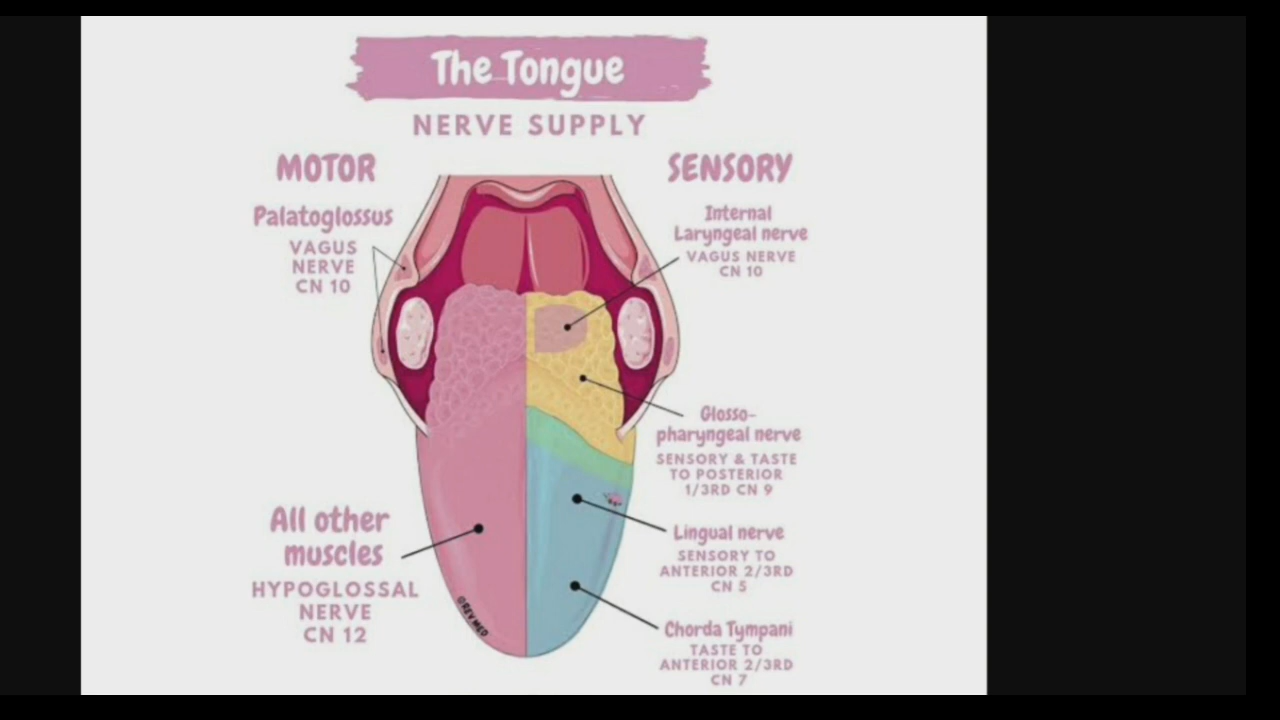 The Tongue
NERVE SUPPLY
MOTOR
Palatoglossus
VAGUS
NERVE
CN 10
All other
muscles
HYPOGLOSSAL
NERVE
CN 12
©REVMED
SENSORY
Internal
Laryngeal nerve
VAGUS NERVE
CN 10
Glosso-
pharyngeal nerve
SENSORY & TASTE
TO POSTERIOR
1/3RD CN 9
Lingual nerve
SENSORY TO
ANTERIOR 2/3RD
CN 5
Chorda Tympani
TASTE TO
ANTERIOR 2/3RD
CN 7